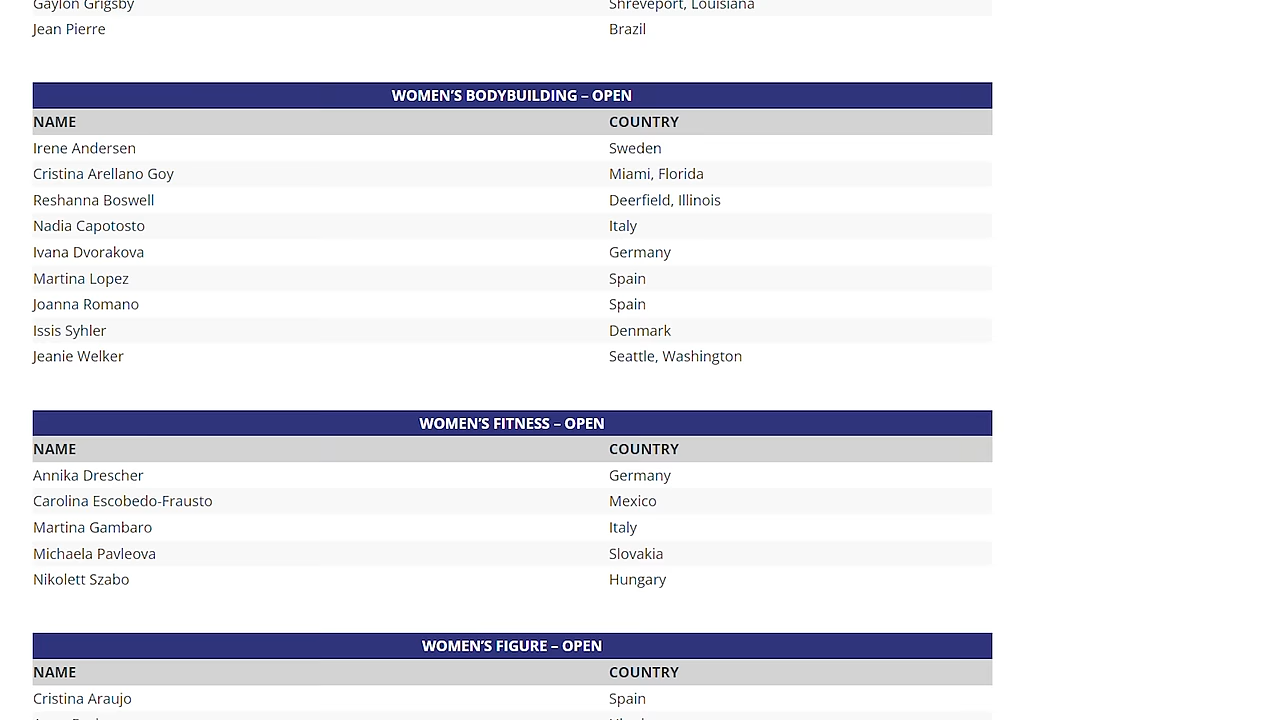 Gaylon Grigsby Shreveport, Louisiana
Jean Pierre Brazil
WOMEN’S BODYBUILDING – OPEN
NAME COUNTRY
Irene Andersen Sweden
Cristina Arellano Goy Miami, Florida
Reshanna Boswell Deerfield, Illinois
Nadia Capotosto Italy
Ivana Dvorakova Germany
Martina Lopez Spain
Joanna Romano Spain
Issis Syhler Denmark
Jeanie Welker Seattle, Washington
WOMEN’S FITNESS – OPEN
NAME COUNTRY
Annika Drescher Germany
Carolina Escobedo-Frausto Mexico
Martina Gambaro Italy
Michaela Pavleova Slovakia
Nikolett Szabo Hungary
WOMEN’S FIGURE – OPEN
NAME COUNTRY
Cristina Araujo Spain